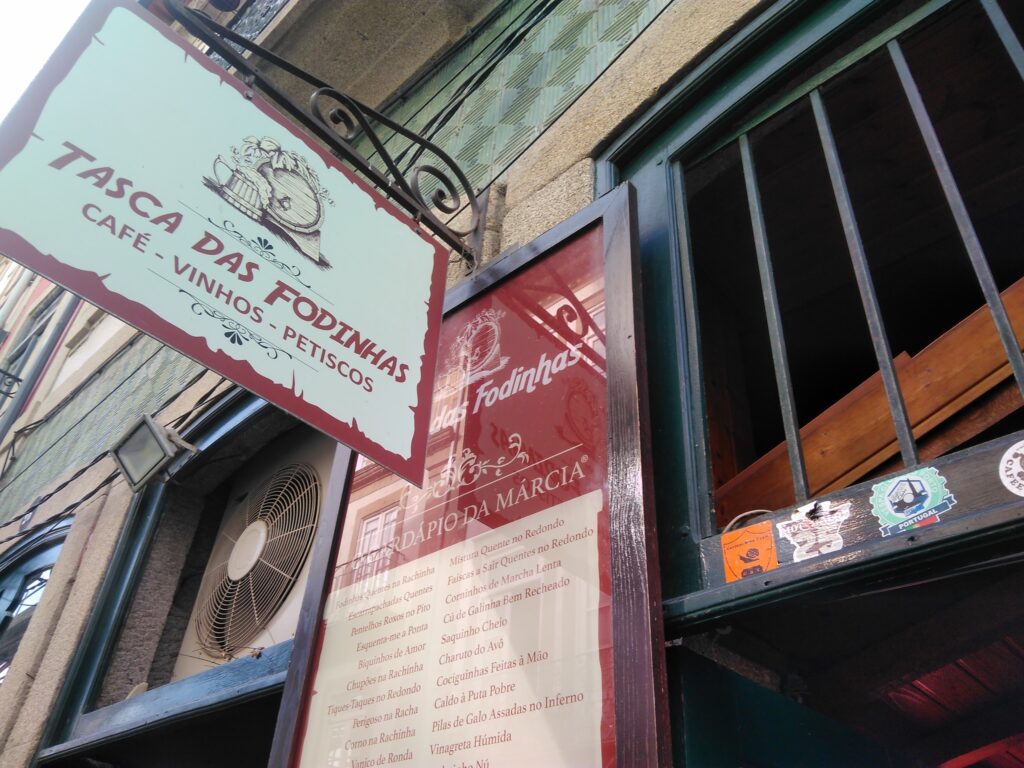 TASCA DAS FODINHAS
CAFÉ - VINHOS - PETISCOS
das Fodinhas
CARDÁPIO DA MÁRCIA®
Fodinhas Quentes na Rachinha
Escarrapachadas Quentes
Pentelhos Roxos no Pito
Esquenta-me a Ponta
Biquinhos de Amor
Chupões na Rachinha
Tiques-Taques no Redondo
Perigoso na Racha
Corno na Rachinha
Vanico de Ronda
Mistura Quente no Redondo
Faíscas a Sair Quentes no Redondo
Corninhos de Marcha Lenta
Cú de Galinha Bem Recheado
Saquinho Cheio
Charuto do Avô
Cociguinhas Feitas à Mão
Caldo à Puta Pobre
Pilas de Galo Assadas no Inferno
Vinagreta Húmida
Nú
PORTUGAL